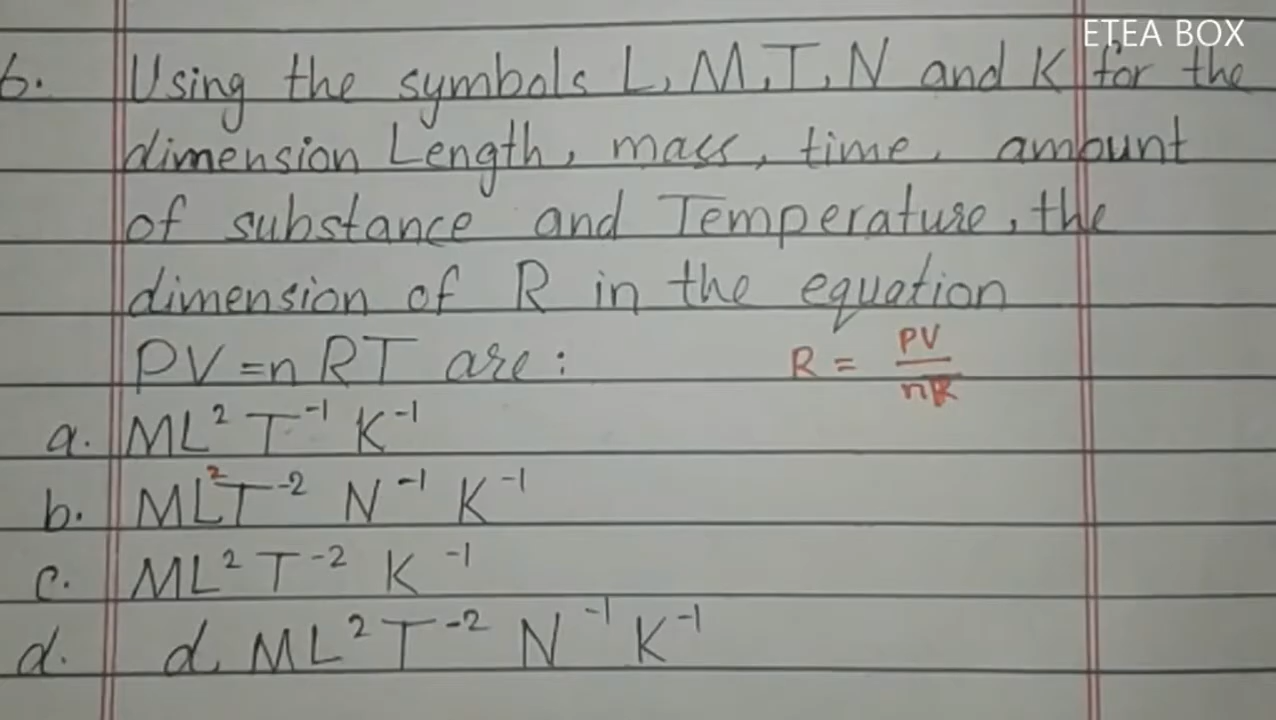 ETEA BOX
6. Using the symbols L, M, T, N and K for the
dimension Length, mass, time, amount
of substance and Temperature, the
dimension of R in the equation
PV = nRT are:
R = PV / nR
a. ML² T⁻¹ K⁻¹
b. ML²T⁻² N⁻¹ K⁻¹
c. ML² T⁻² K⁻¹
d. d. ML² T⁻² N⁻¹ K⁻¹